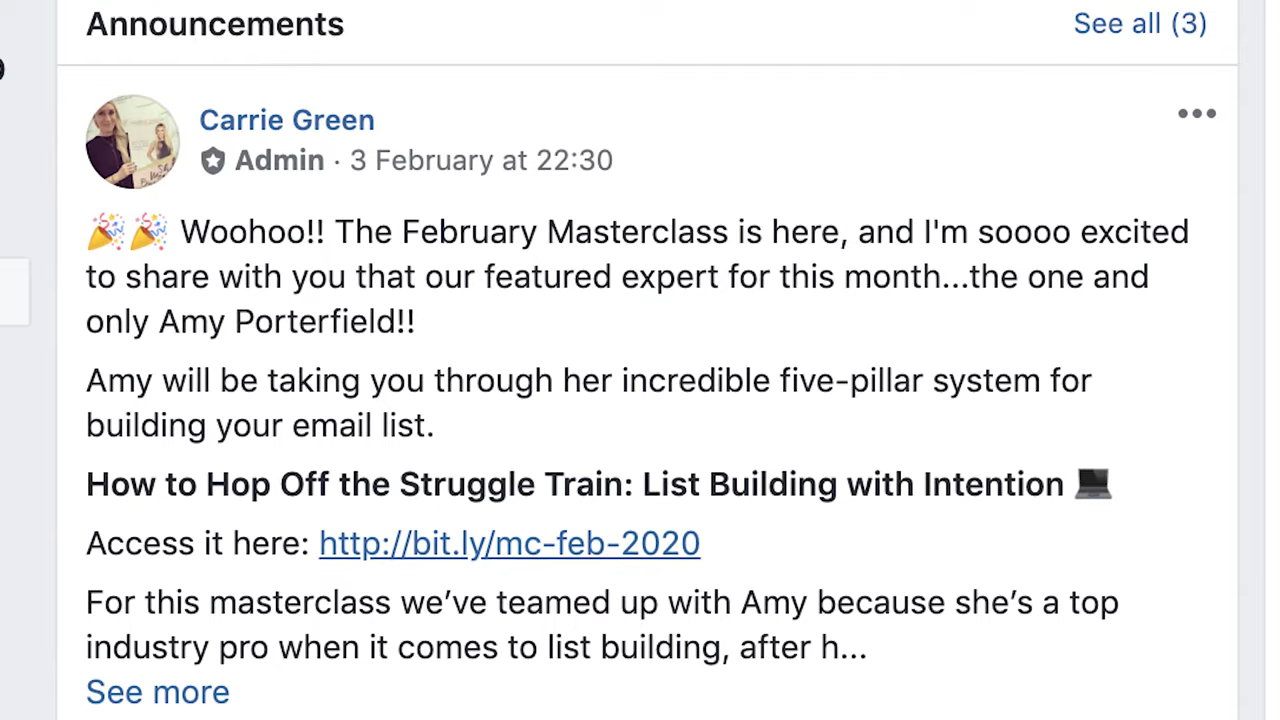 Announcements
See all (3)
Carrie Green
Admin · 3 February at 22:30
🎉🎉 Woohoo!! The February Masterclass is here, and I'm soooo excited
to share with you that our featured expert for this month...the one and
only Amy Porterfield!!
Amy will be taking you through her incredible five-pillar system for
building your email list.
How to Hop Off the Struggle Train: List Building with Intention 💻
Access it here: http://bit.ly/mc-feb-2020
For this masterclass we’ve teamed up with Amy because she’s a top
industry pro when it comes to list building, after h...
See more